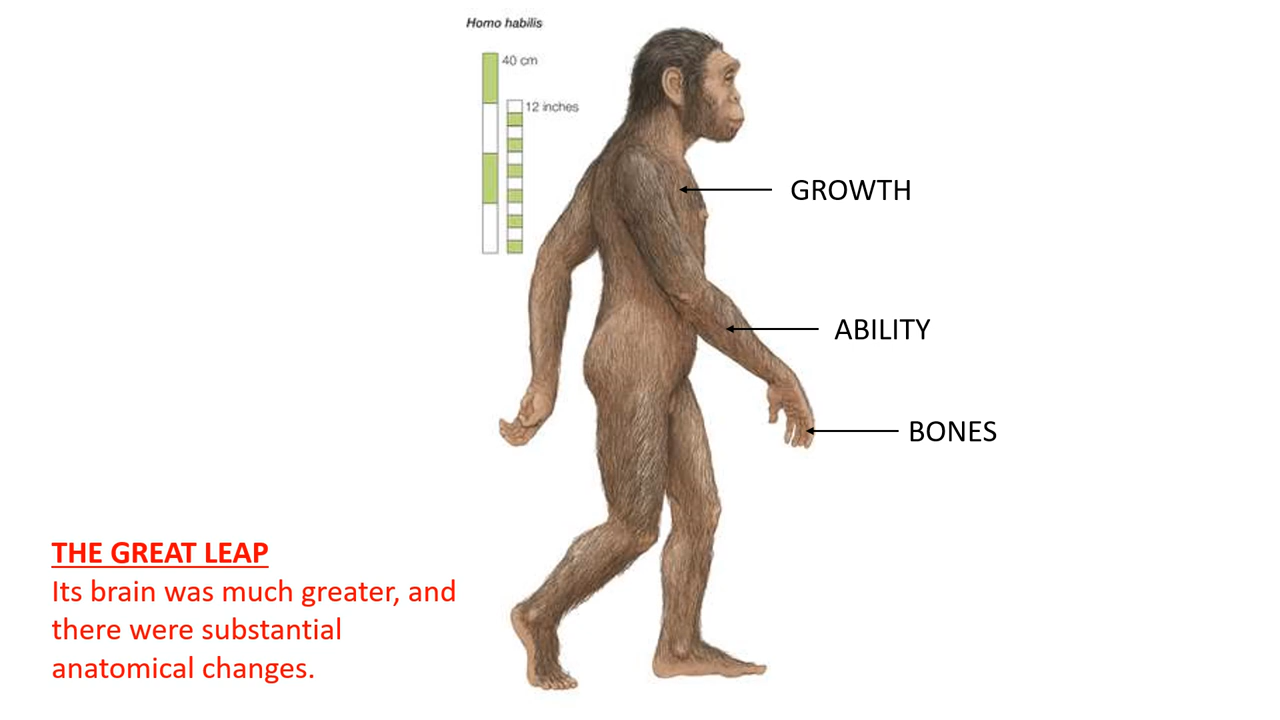 Homo habilis
40 cm
12 inches
GROWTH
ABILITY
BONES
THE GREAT LEAP
Its brain was much greater, and
there were substantial
anatomical changes.